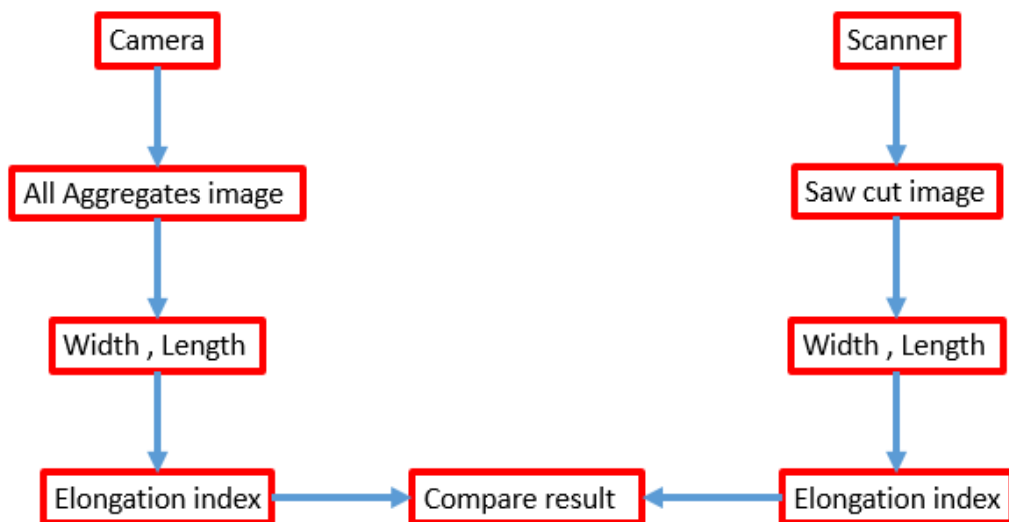 Camera
Scanner
All Aggregates image
Saw cut image
Width , Length
Width , Length
Elongation index
Compare result
Elongation index